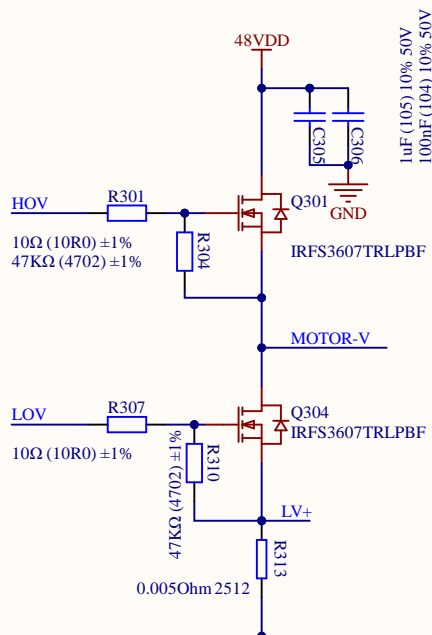 48VDD
1uF (105) 10% 50V
100nF (104) 10% 50V
C305
C306
GND
HOV
R301
Q301
10Ω (10R0) ±1%
47KΩ (4702) ±1%
R304
IRFS3607TRLPBF
MOTOR-V
LOV
R307
Q304
IRFS3607TRLPBF
10Ω (10R0) ±1%
47KΩ (4702) ±1%
R310
LV+
R313
0.005Ohm 2512